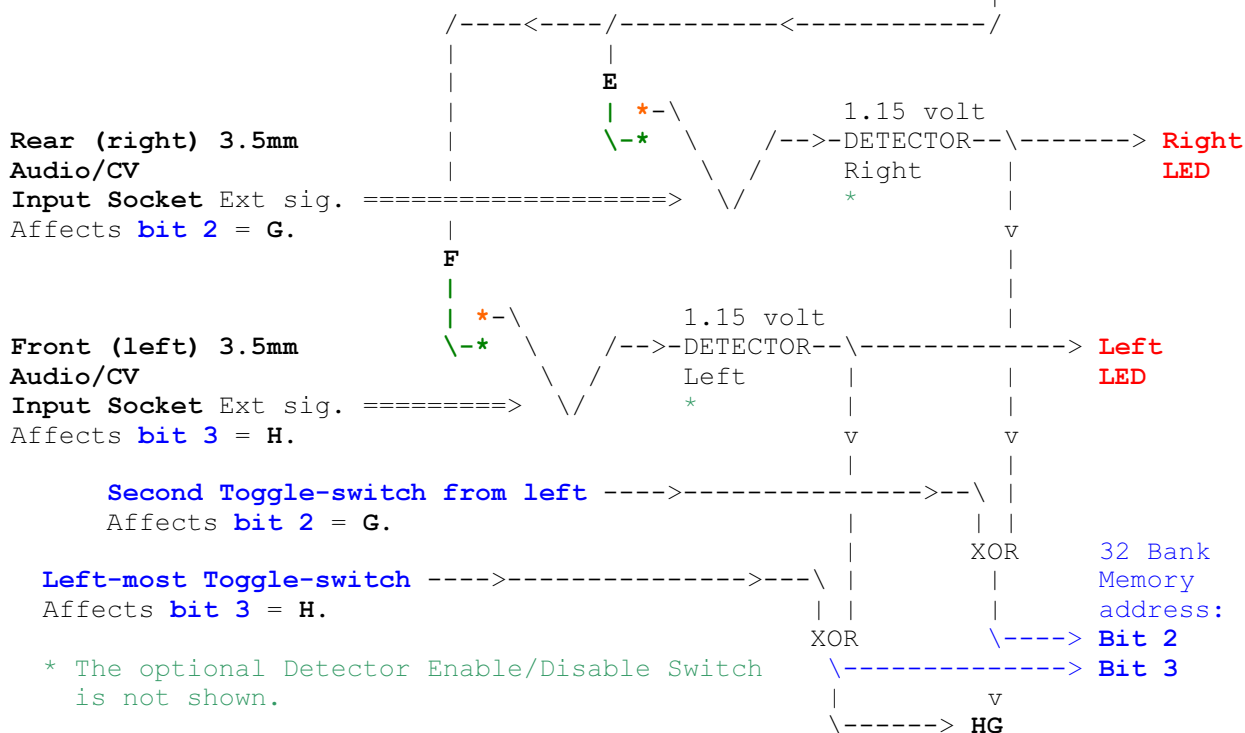 |
                            /----<----/----------<------------/
                            |         |
                            |         E
                            |         | *-\         1.15 volt
Rear (right) 3.5mm          |         \-*  \    /-->-DETECTOR--\-------> Right
Audio/CV                    |               \  /    Right      |         LED
Input Socket Ext sig. ===================>   \/     *          |
Affects bit 2 = G.          |                                  v
                            F                                  |
                            |                                  |
                            | *-\         1.15 volt            |
Front (left) 3.5mm          \-*  \    /-->-DETECTOR--\-------------> Left
Audio/CV                          \  /    Left       |         |     LED
Input Socket Ext sig. =========>   \/     *          |         |
Affects bit 3 = H.                                   v         v
                                                     |         |
      Second Toggle-switch from left ---->--------------->--\  |
      Affects bit 2 = G.                             |      |  |
                                                     |      XOR     32 Bank
  Left-most Toggle-switch ---->--------------->---\  |       |      Memory
  Affects bit 3 = H.                              |  |       |      address:
                                                  XOR        \----> Bit 2
  * The optional Detector Enable/Disable Switch    \--------------> Bit 3
    is not shown.                                  |         v
                                                   \------> HG